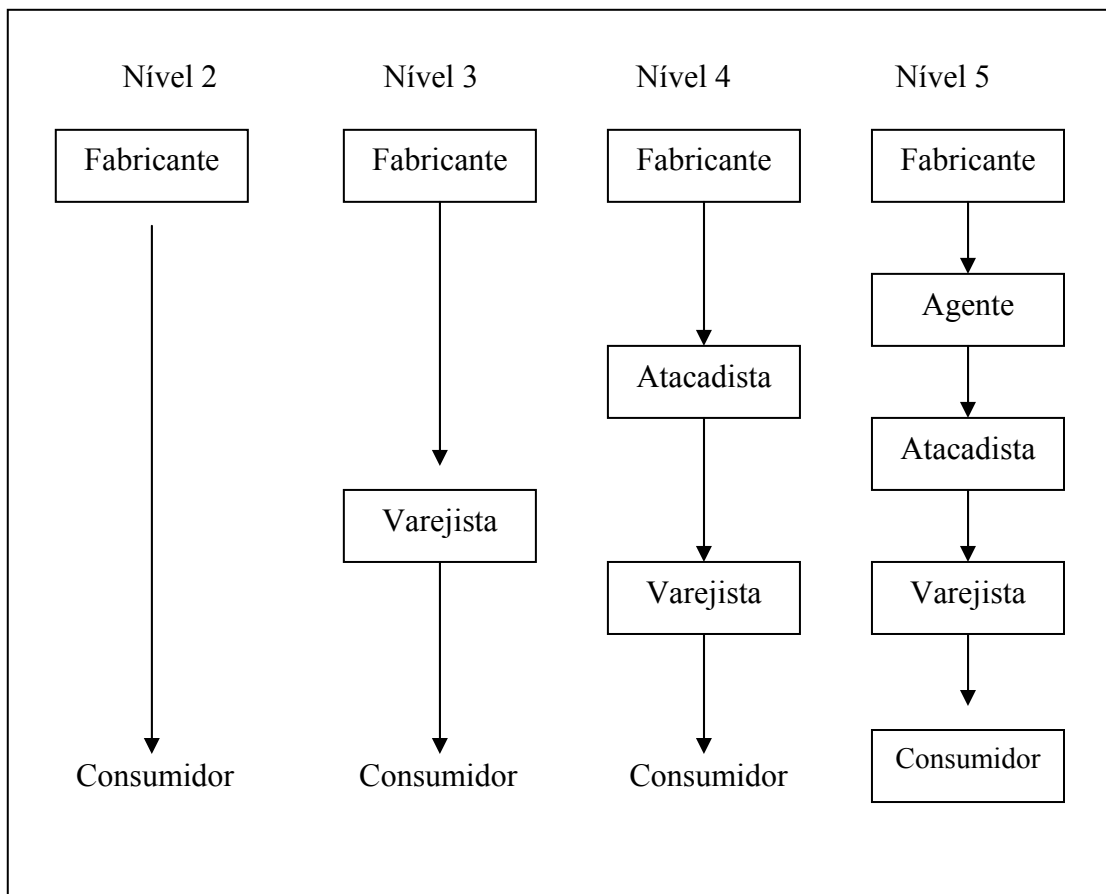 Nível 2
Nível 3
Nível 4
Nível 5
Fabricante
Fabricante
Fabricante
Fabricante
Agente
Atacadista
Atacadista
Varejista
Varejista
Varejista
Consumidor
Consumidor
Consumidor
Consumidor